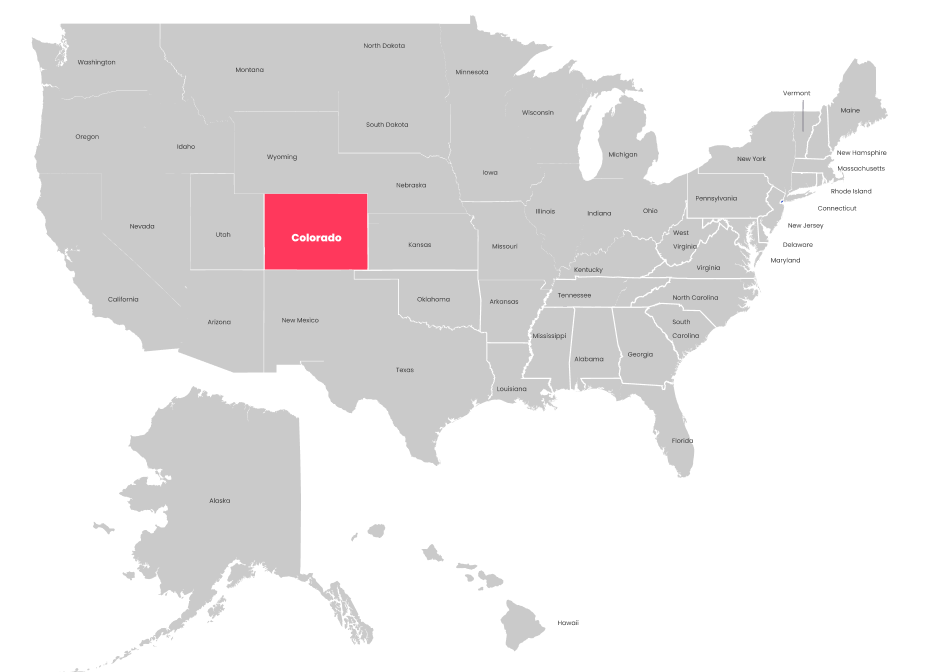 North Dakota
Washington
Montana
Minnesota
Vermont
Maine
Wisconsin
South Dakota
Oregon
Idaho
New Hampshire
Michigan
Wyoming
New York
Massachusetts
Iowa
Nebraska
Rhode Island
Pennsylvania
Connecticut
Illinois
Indiana
Ohio
Nevada
New Jersey
Utah
Colorado
West
Virginia
Kansas
Missouri
Delaware
Maryland
Virginia
Kentucky
California
Oklahoma
Arkansas
Tennessee
North Carolina
Arizona
New Mexico
South
Carolina
Mississippi
Georgia
Alabama
Texas
Louisiana
Florida
Alaska
Hawaii